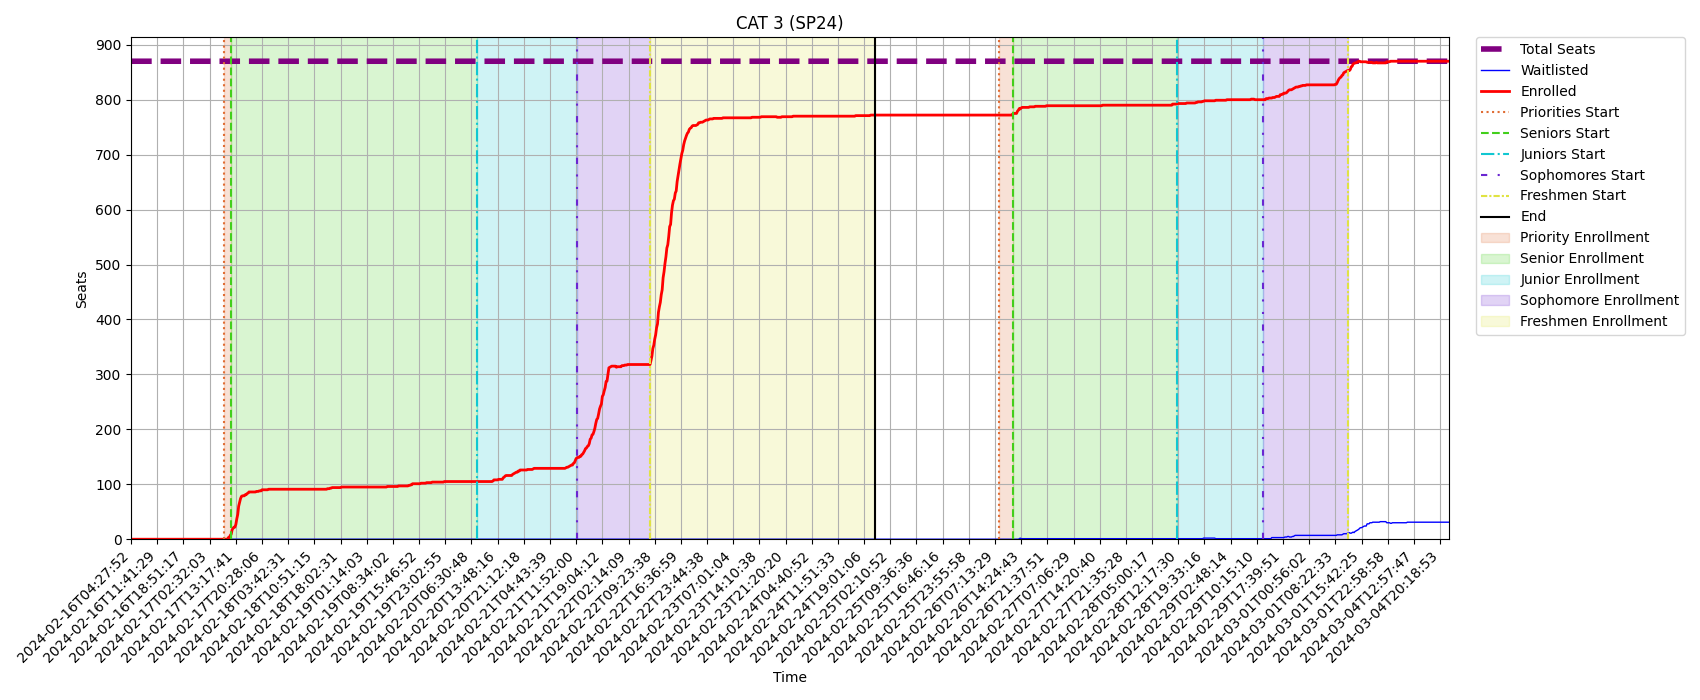 CAT 3 (SP24)
900
800
700
600
500
400
300
200
100
0
Seats
2024-02-16T04:27:52
2024-02-16T11:41:29
2024-02-16T18:51:17
2024-02-17T02:32:03
2024-02-17T13:17:41
2024-02-17T20:28:06
2024-02-18T03:42:31
2024-02-18T10:51:15
2024-02-18T18:02:31
2024-02-19T01:14:03
2024-02-19T08:34:02
2024-02-19T15:46:52
2024-02-19T23:02:55
2024-02-20T06:30:48
2024-02-20T13:48:16
2024-02-20T21:12:18
2024-02-21T04:43:39
2024-02-21T11:52:00
2024-02-21T19:04:12
2024-02-22T02:14:09
2024-02-22T09:23:38
2024-02-22T16:36:59
2024-02-22T23:44:38
2024-02-23T07:01:04
2024-02-23T14:10:38
2024-02-23T21:20:20
2024-02-24T04:40:52
2024-02-24T11:51:33
2024-02-24T19:01:06
2024-02-25T02:10:52
2024-02-25T09:36:36
2024-02-25T16:46:16
2024-02-25T23:55:58
2024-02-26T07:13:29
2024-02-26T14:24:43
2024-02-26T21:37:51
2024-02-27T07:06:29
2024-02-27T14:20:40
2024-02-27T21:35:28
2024-02-28T05:00:17
2024-02-28T12:17:30
2024-02-28T19:33:16
2024-02-29T02:48:14
2024-02-29T10:15:10
2024-02-29T17:39:51
2024-03-01T00:56:02
2024-03-01T08:22:33
2024-03-01T15:42:25
2024-03-01T22:58:58
2024-03-04T12:57:47
2024-03-04T20:18:53
Time
Total Seats
Waitlisted
Enrolled
Priorities Start
Seniors Start
Juniors Start
Sophomores Start
Freshmen Start
End
Priority Enrollment
Senior Enrollment
Junior Enrollment
Sophomore Enrollment
Freshmen Enrollment